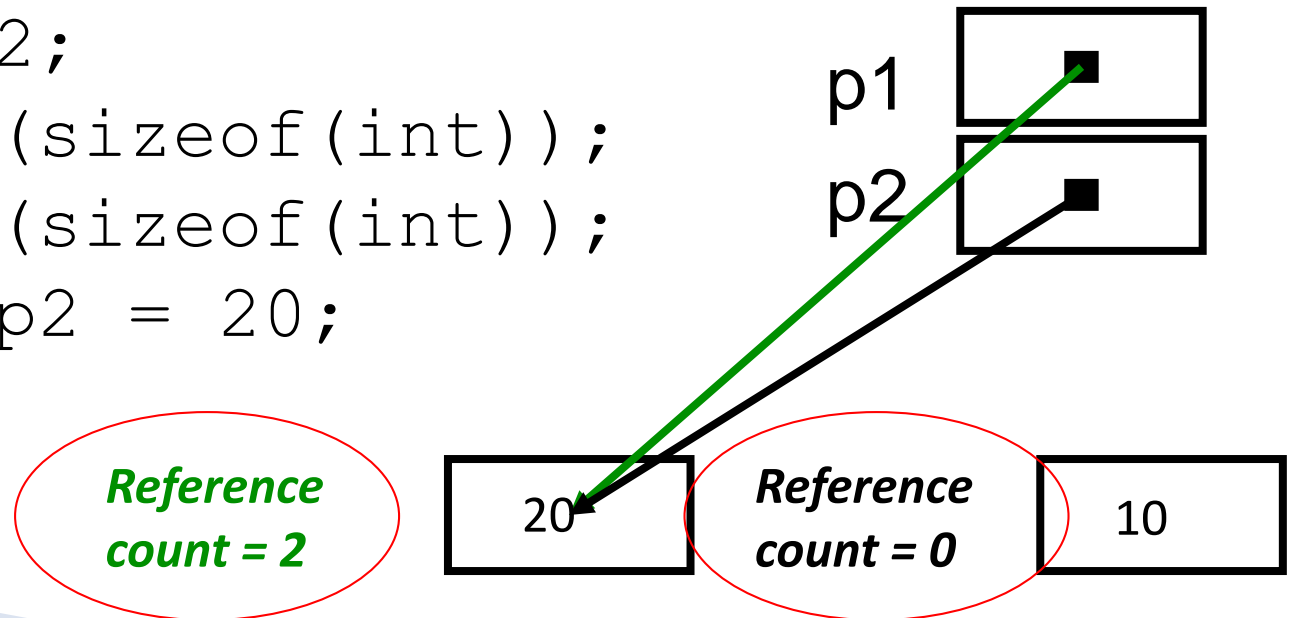 2;
(sizeof(int));
(sizeof(int));
p2 = 20;
p1
p2
Reference
count = 2
20
Reference
count = 0
10